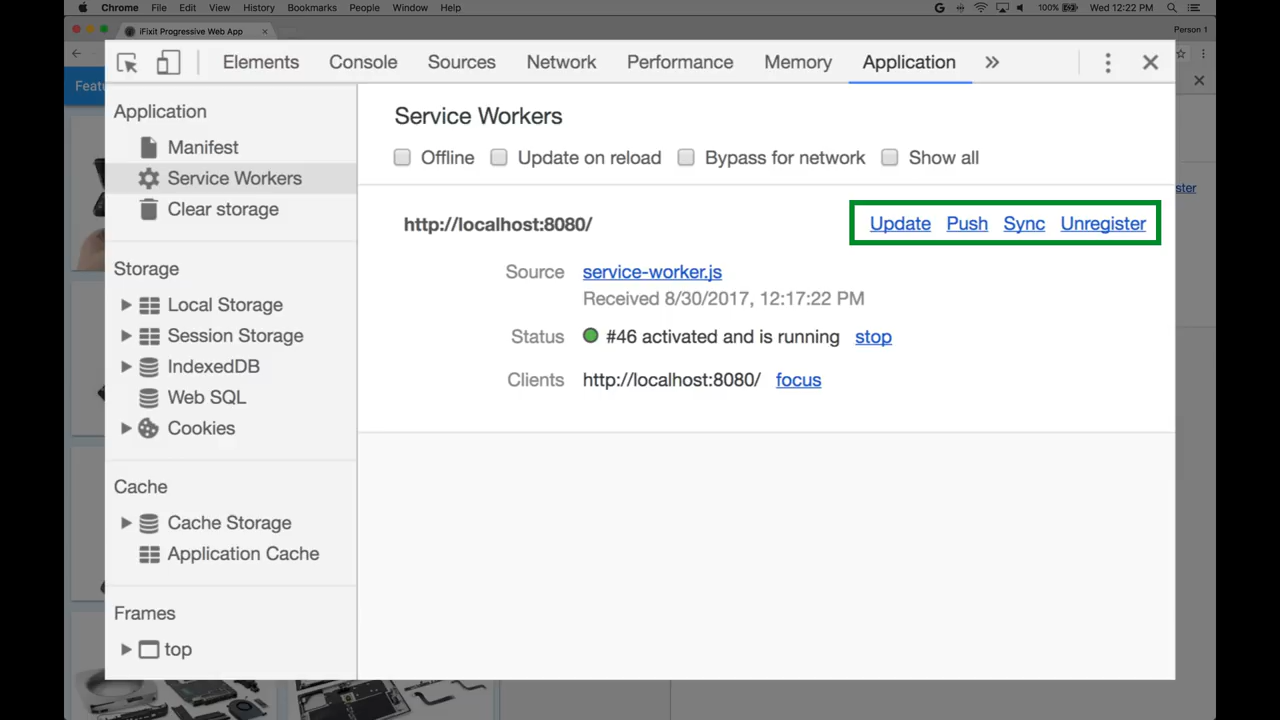 Chrome File Edit View History Bookmarks People Window Help 100% Wed 12:22 PM
iFixit Progressive Web App Person 1
Elements Console Sources Network Performance Memory Application »
Featu
Application
Manifest
Service Workers
Clear storage
Storage
Local Storage
Session Storage
IndexedDB
Web SQL
Cookies
Cache
Cache Storage
Application Cache
Frames
top
Service Workers
Offline Update on reload Bypass for network Show all
http://localhost:8080/ Update Push Sync Unregister
Source service-worker.js
Received 8/30/2017, 12:17:22 PM
Status #46 activated and is running stop
Clients http://localhost:8080/ focus
ster